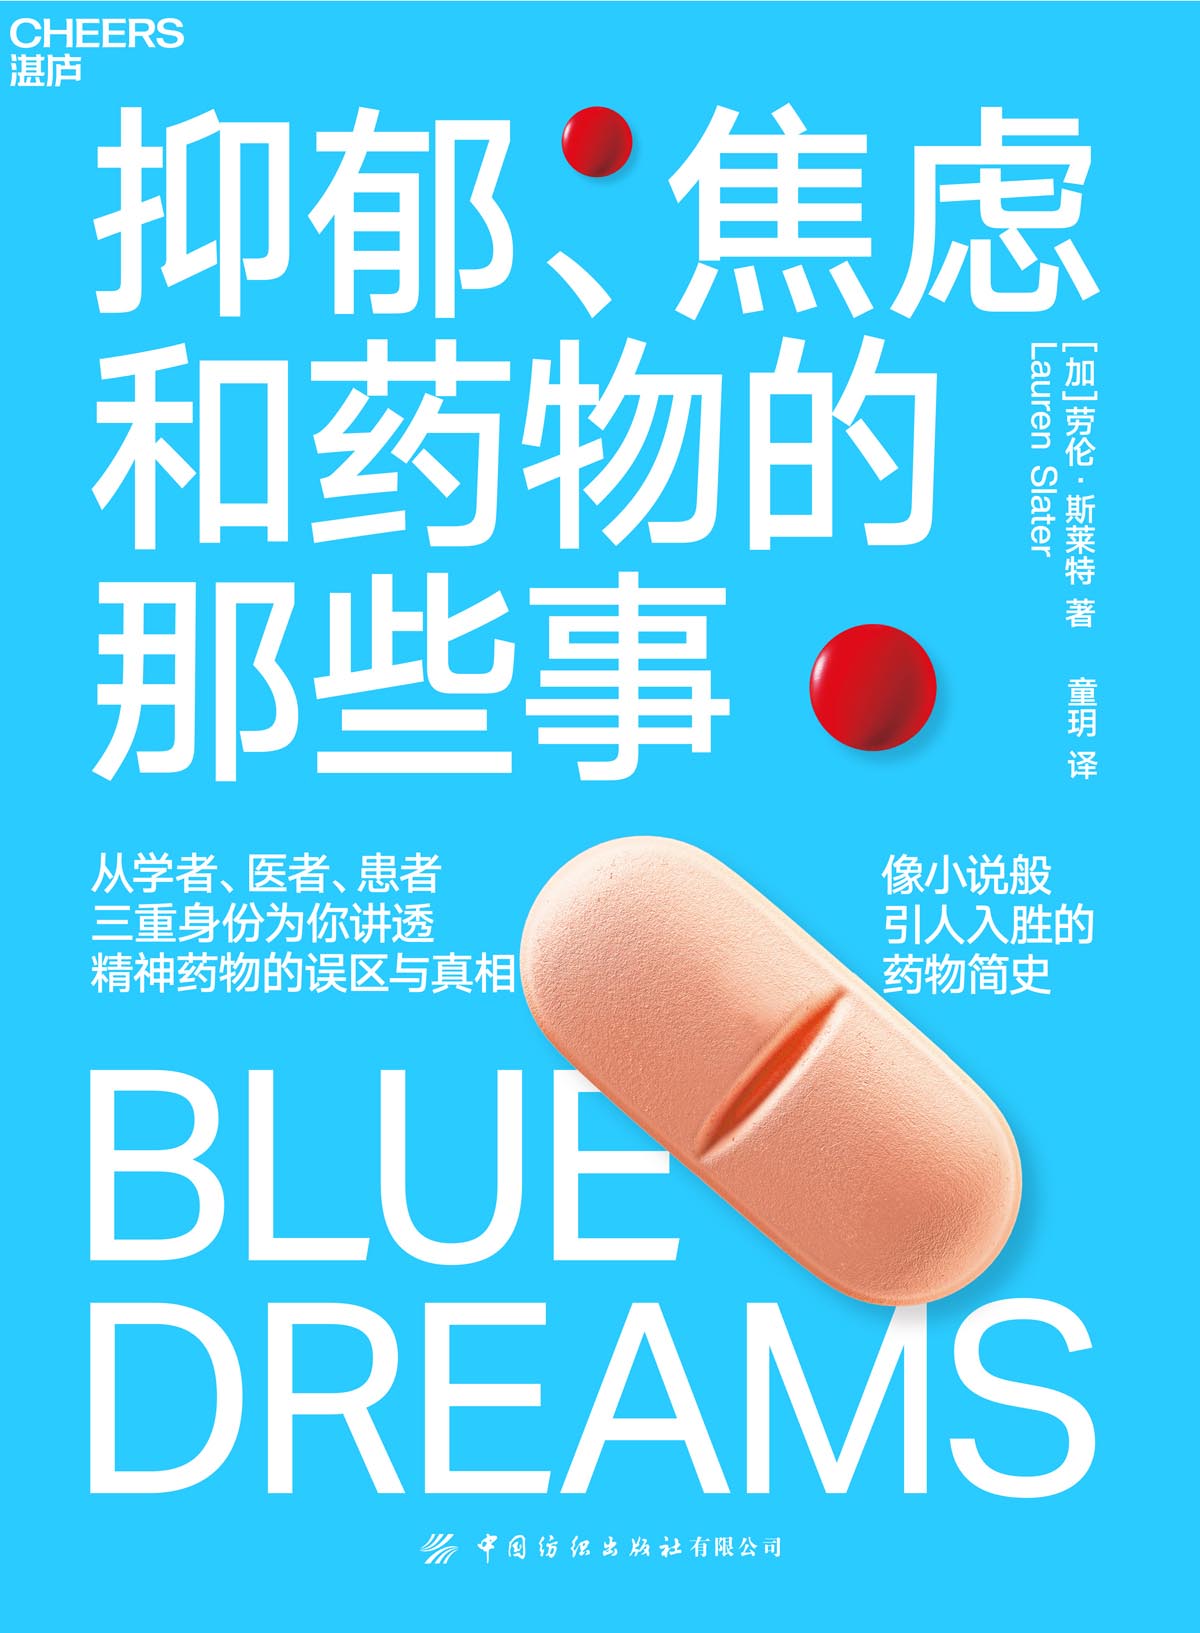 CHEERS
湛庐
抑郁、焦虑
和药物的
那些事
[加]劳伦·斯莱特 著
Lauren Slater
童玥 译
从学者、医者、患者
三重身份为你讲透
精神药物的误区与真相
像小说般
引人入胜的
药物简史
BLUE
DREAMS
中国纺织出版社有限公司